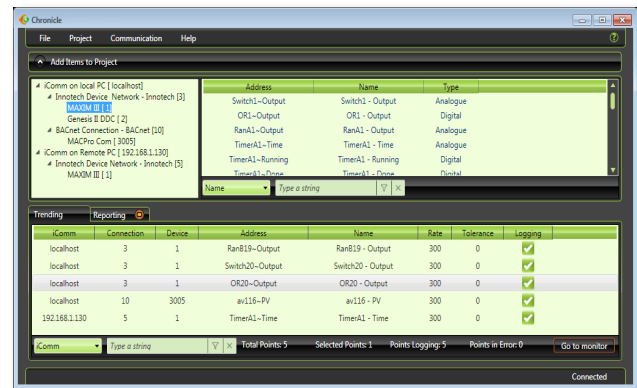 Chronicle
File Project Communication Help
Add Items to Project
iComm on local PC [ localhost]
Innotech Device Network - Innotech [3]
MAXIM III [ 1]
Genesis II DDC [ 2]
BACnet Connection - BACnet [10]
MACPro Com [ 3005]
iComm on Remote PC [ 192.168.1.130]
Innotech Device Network - Innotech [5]
MAXIM III [ 1]
Address Name Type
Switch1~Output Switch1 - Output Analogue
OR1~Output OR1 - Output Digital
RanA1~Output RanA1 - Output Analogue
TimerA1~Time TimerA1 - Time Analogue
TimerA1~Running TimerA1 - Running Digital
TimerA1~Done TimerA1 - Done Digital
Name Type a string
Trending Reporting
iComm Connection Device Address Name Rate Tolerance Logging
localhost 3 1 RanB19~Output RanB19 - Output 300 0
localhost 3 1 Switch20~Output Switch20 - Output 300 0
localhost 3 1 OR20~Output OR20 - Output 300 0
localhost 10 3005 av116~PV av116 - PV 300 0
192.168.1.130 5 1 TimerA1~Time TimerA1 - Time 300 0
iComm Type a string Total Points: 5 Selected Points: 1 Points Logging: 5 Points in Error: 0 Go to monitor
Connected